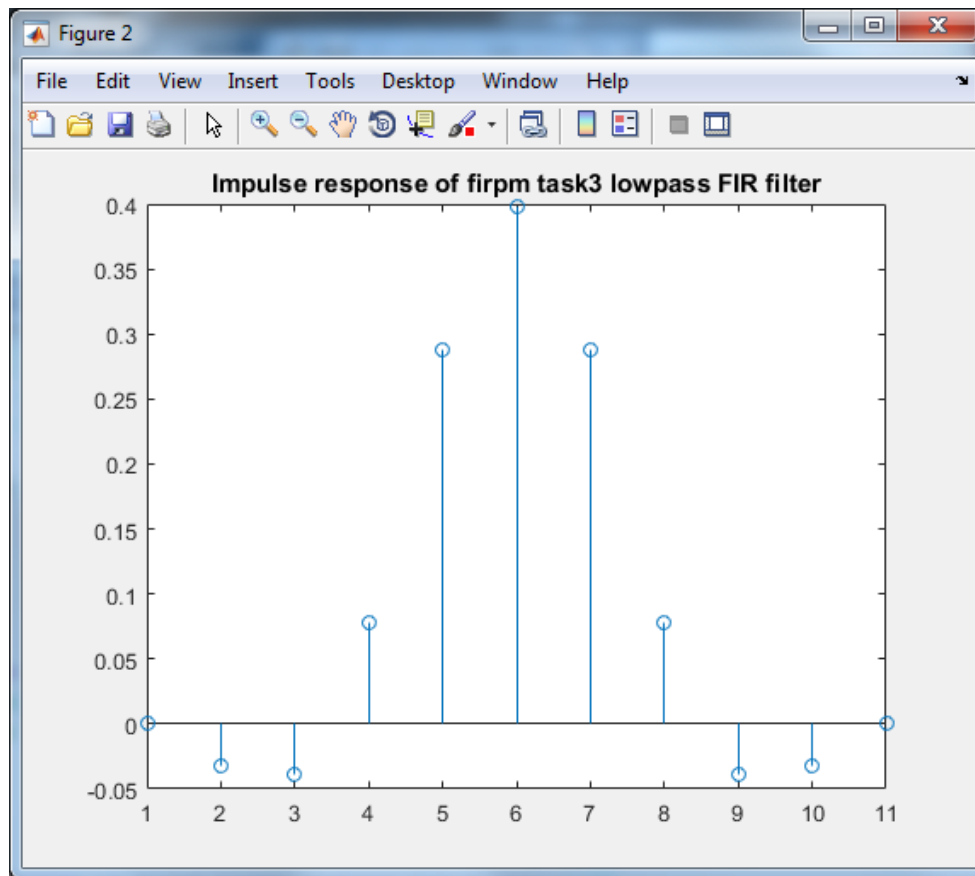 Figure 2
File Edit View Insert Tools Desktop Window Help
Impulse response of firpm task3 lowpass FIR filter
0.4
0.35
0.3
0.25
0.2
0.15
0.1
0.05
0
-0.05
1 2 3 4 5 6 7 8 9 10 11